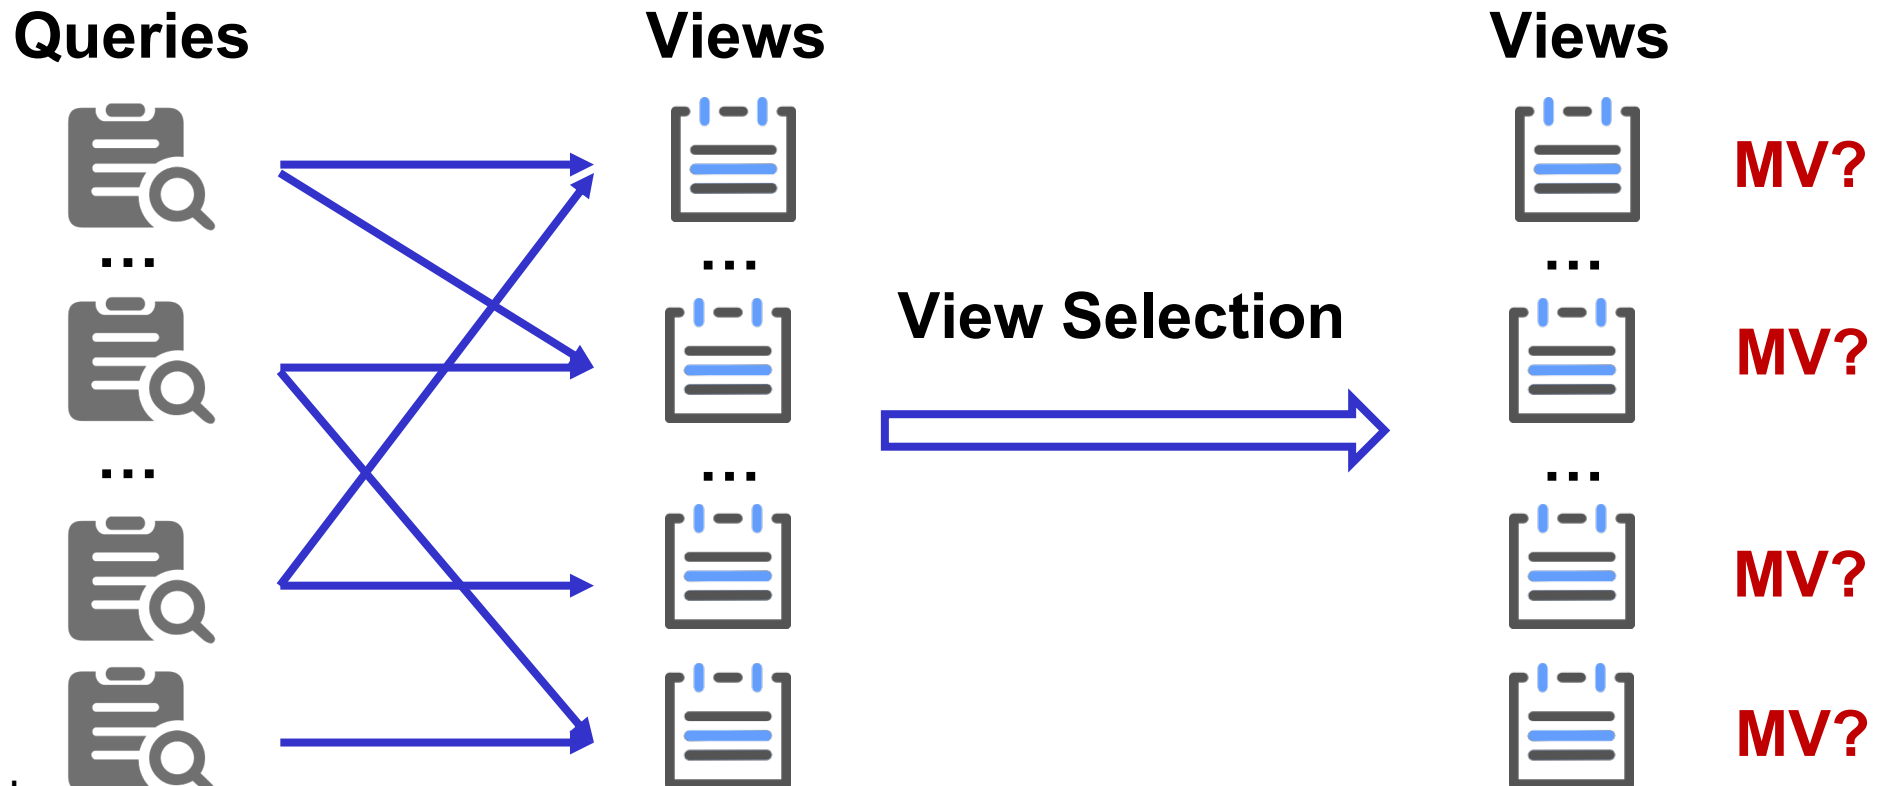 Queries Views Views
MV?
... ... ...
View Selection
MV?
... ... ...
MV?
MV?